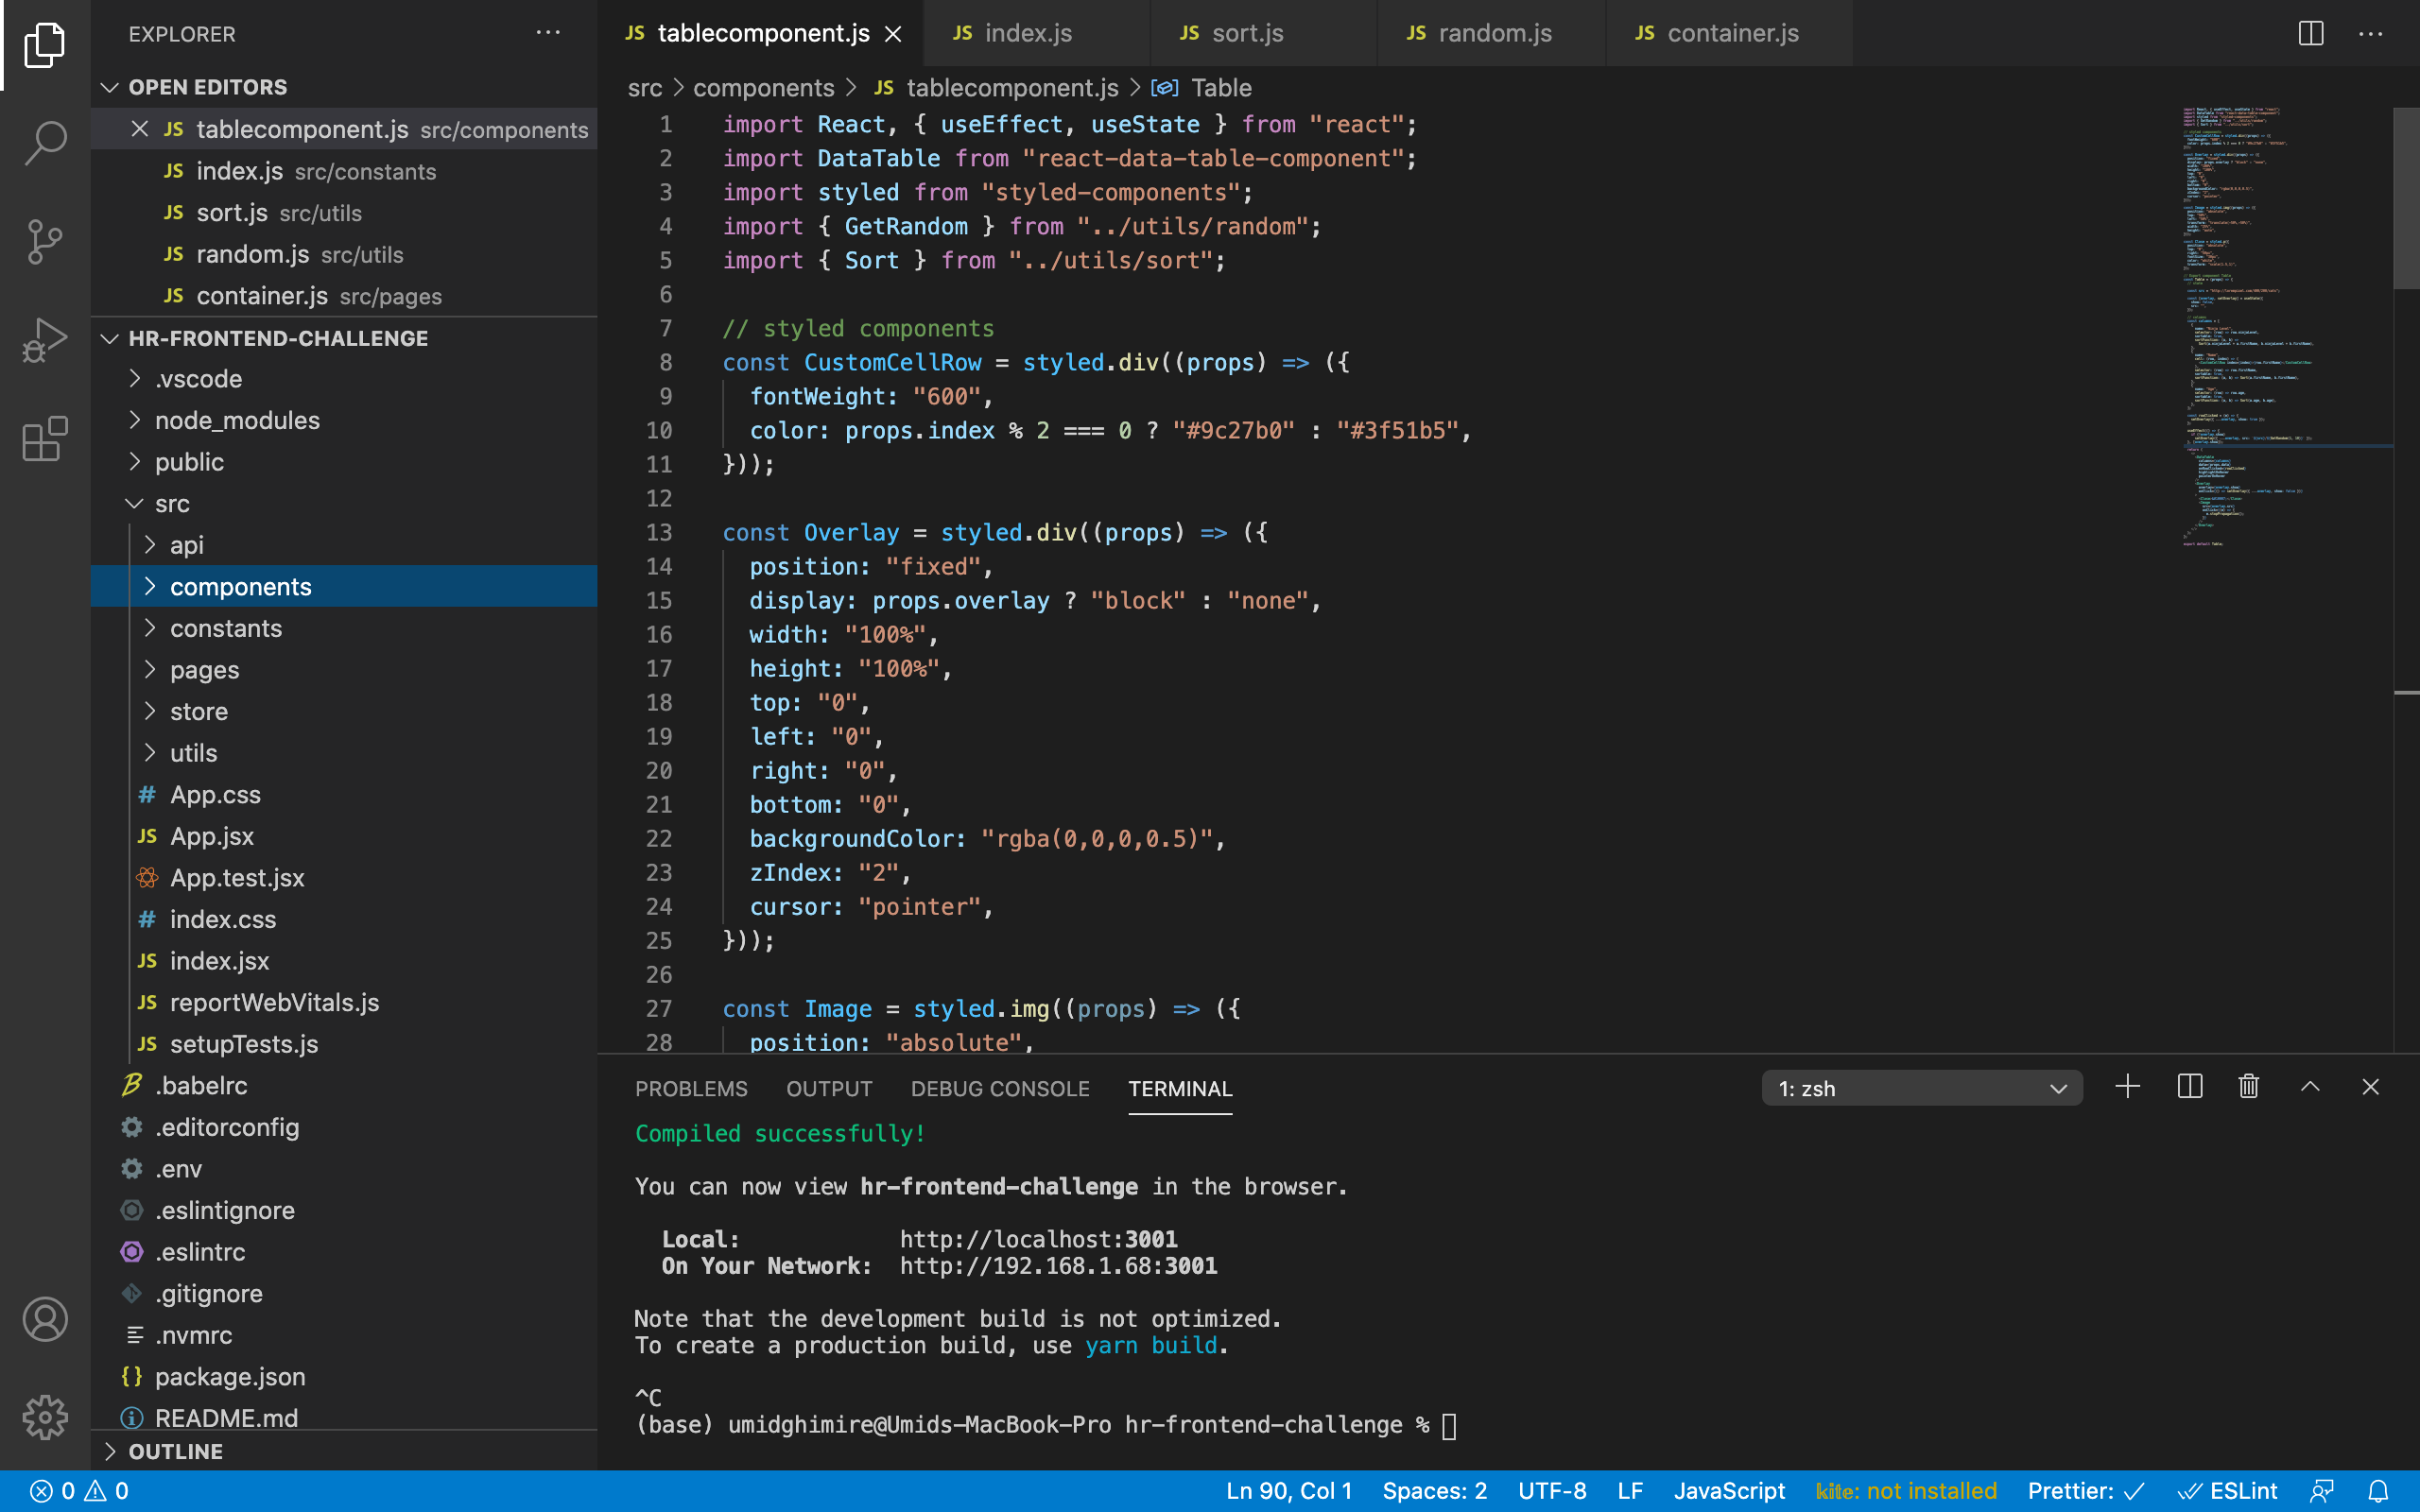 EXPLORER
OPEN EDITORS
JS tablecomponent.js src/components
JS index.js src/constants
JS sort.js src/utils
JS random.js src/utils
JS container.js src/pages
HR-FRONTEND-CHALLENGE
.vscode
node_modules
public
src
api
components
constants
pages
store
utils
# App.css
JS App.jsx
App.test.jsx
# index.css
JS index.jsx
JS reportWebVitals.js
JS setupTests.js
.babelrc
.editorconfig
.env
.eslintignore
.eslintrc
.gitignore
.nvmrc
{} package.json
README.md
OUTLINE
JS tablecomponent.js
JS index.js
JS sort.js
JS random.js
JS container.js
src > components > JS tablecomponent.js > Table
1 import React, { useEffect, useState } from "react";
2 import DataTable from "react-data-table-component";
3 import styled from "styled-components";
4 import { GetRandom } from "../utils/random";
5 import { Sort } from "../utils/sort";
6
7 // styled components
8 const CustomCellRow = styled.div((props) => ({
9 fontWeight: "600",
10 color: props.index % 2 === 0 ? "#9c27b0" : "#3f51b5",
11 }));
12
13 const Overlay = styled.div((props) => ({
14 position: "fixed",
15 display: props.overlay ? "block" : "none",
16 width: "100%",
17 height: "100%",
18 top: "0",
19 left: "0",
20 right: "0",
21 bottom: "0",
22 backgroundColor: "rgba(0,0,0,0.5)",
23 zIndex: "2",
24 cursor: "pointer",
25 }));
26
27 const Image = styled.img((props) => ({
28 position: "absolute",
PROBLEMS OUTPUT DEBUG CONSOLE TERMINAL
1: zsh
Compiled successfully!
You can now view hr-frontend-challenge in the browser.
Local: http://localhost:3001
On Your Network: http://192.168.1.68:3001
Note that the development build is not optimized.
To create a production build, use yarn build.
^C
(base) umidghimire@Umids-MacBook-Pro hr-frontend-challenge %
0 0
Ln 90, Col 1 Spaces: 2 UTF-8 LF JavaScript kite: not installed Prettier: ✓ ESLint